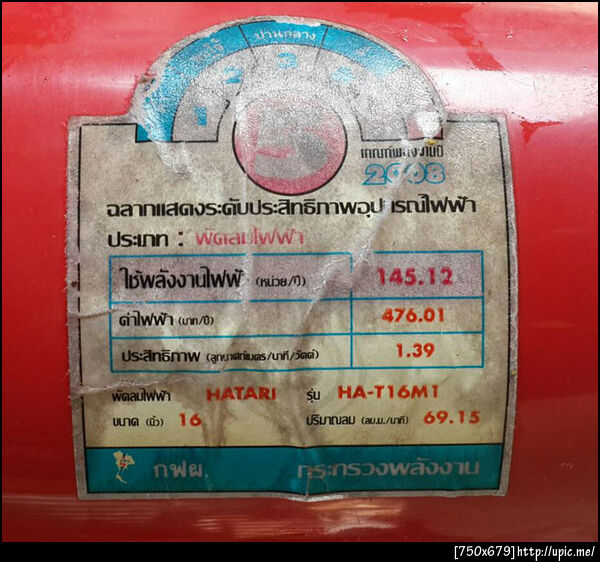 ปานกลาง
1 2 3
เกณฑ์พลังงานปี
2008
ฉลากแสดงระดับประสิทธิภาพอุปกรณ์ไฟฟ้า
ประเภท : พัดลมไฟฟ้า
ใช้พลังงานไฟฟ้า (หน่วย/ปี) 145.12
ค่าไฟฟ้า (บาท/ปี) 476.01
ประสิทธิภาพ (ลูกบาศก์เมตร/นาที/วัตต์) 1.39
พัดลมไฟฟ้า HATARI รุ่น HA-T16M1
ขนาด (นิ้ว) 16 ปริมาณลม (ลบ.ม./นาที) 69.15
กฟผ. กระทรวงพลังงาน
[750x679] http://upic.me/